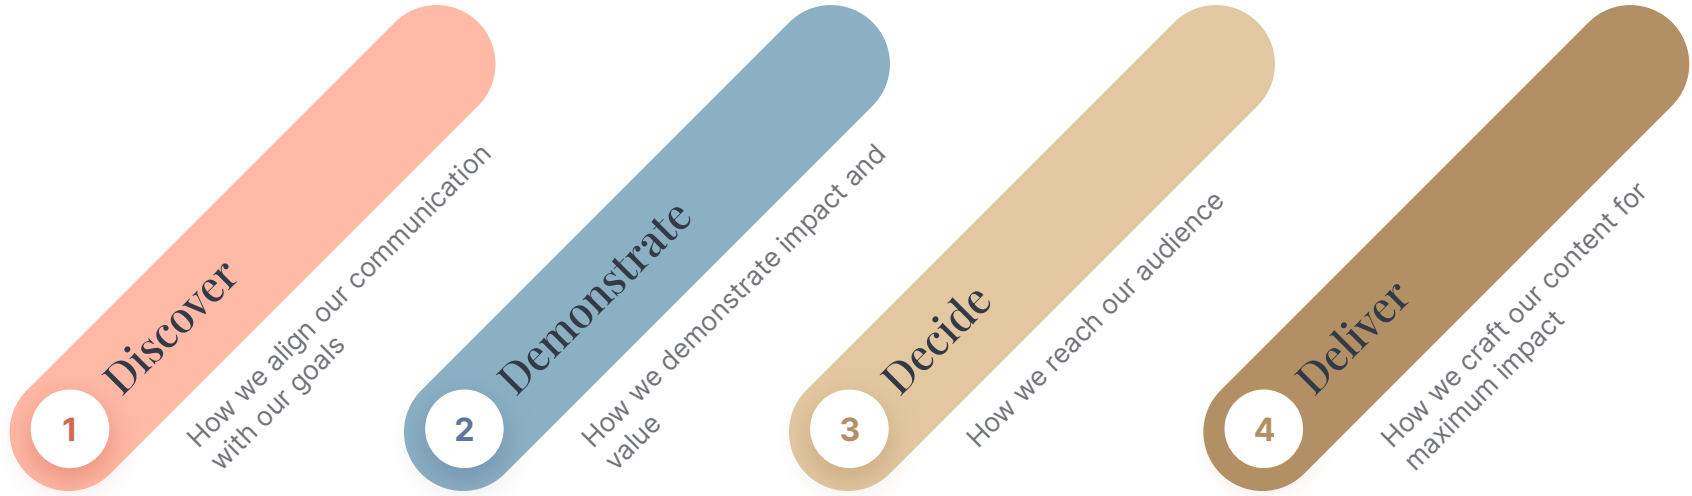 1
Discover
How we align our communication
with our goals
2
Demonstrate
How we demonstrate impact and
value
3
Decide
How we reach our audience
4
Deliver
How we craft our content for
maximum impact